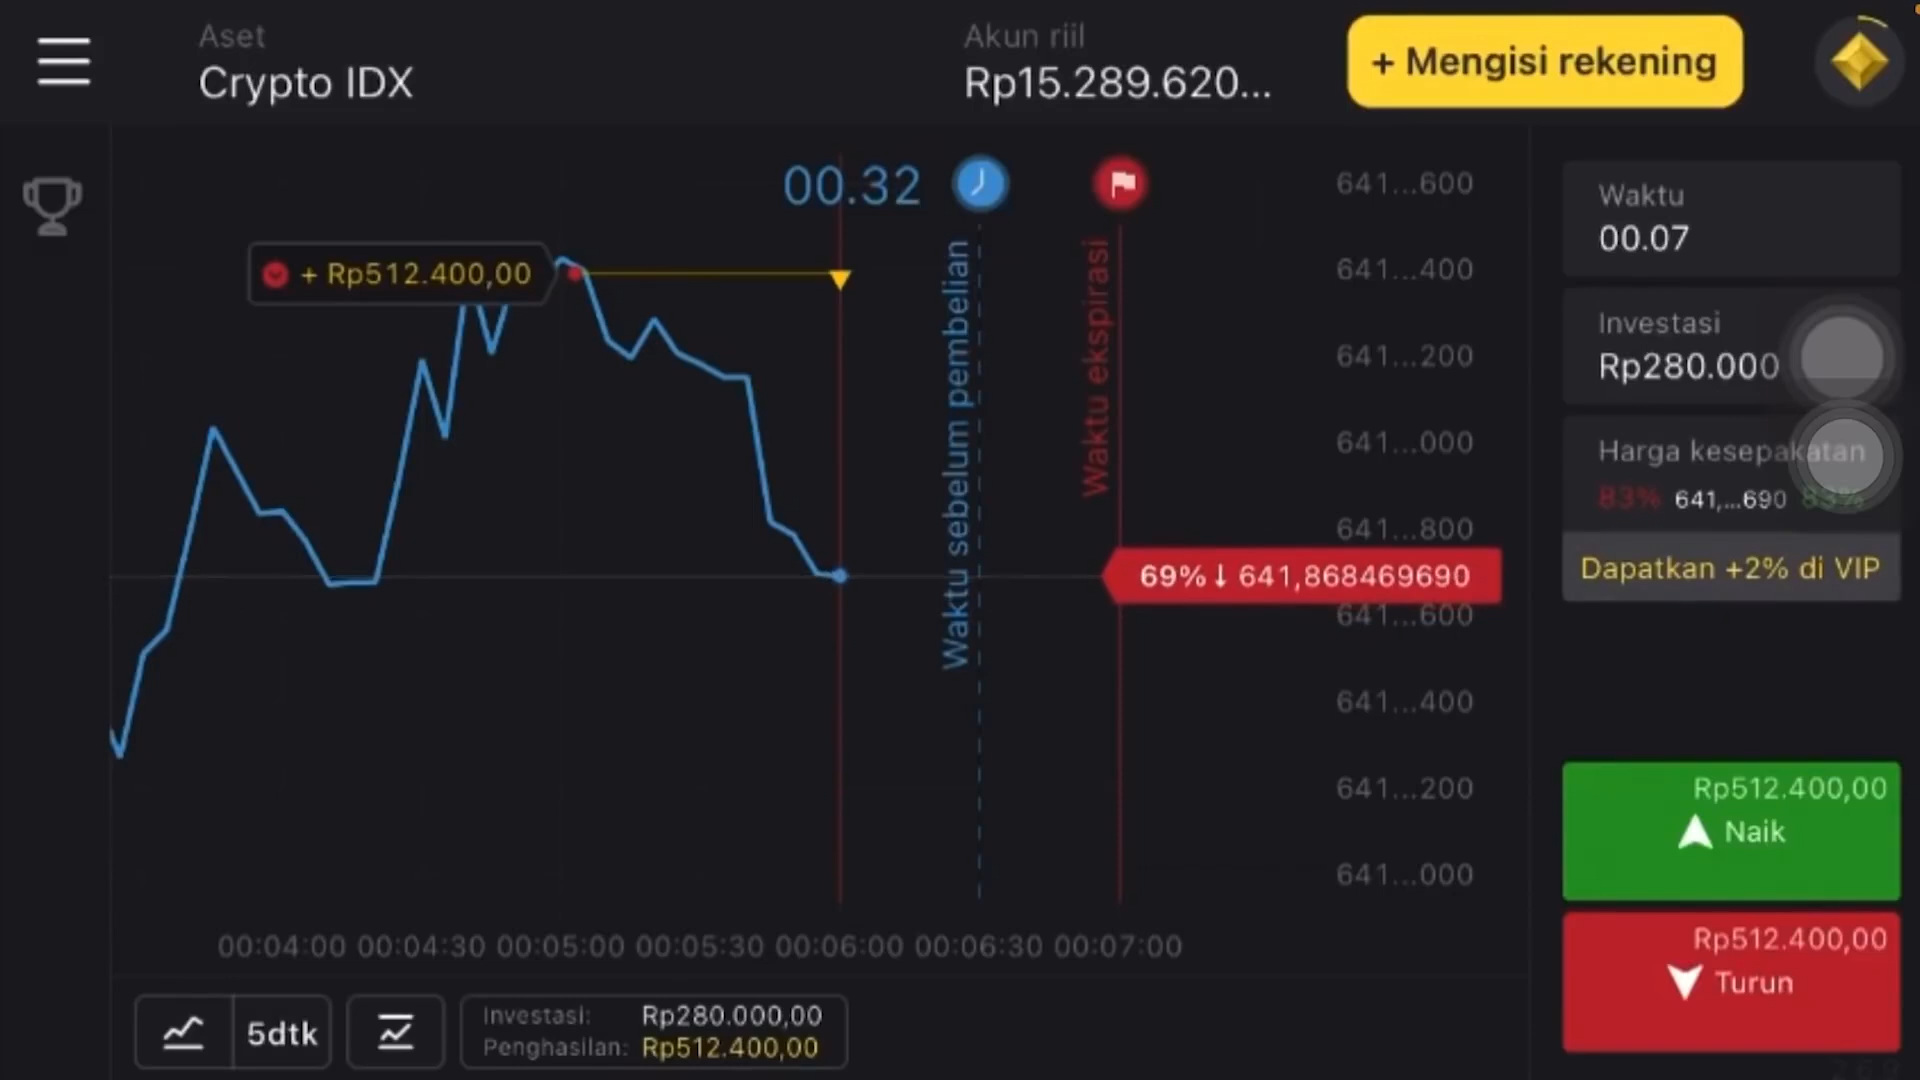 Aset
Crypto IDX
Akun riil
Rp15.289.620...
+ Mengisi rekening
00.32
+ Rp512.400,00
Waktu sebelum pembelian
Waktu ekspirasi
641...600
641...400
641...200
641...000
641...800
69% ↓ 641,868469690
641...600
641...400
641...200
641...000
00:04:00 00:04:30 00:05:00 00:05:30 00:06:00 00:06:30 00:07:00
5dtk
Investasi: Rp280.000,00
Penghasilan: Rp512.400,00
Waktu
00.07
Investasi
Rp280.000
Harga kesepakatan
83% 641,...690 83%
Dapatkan +2% di VIP
Rp512.400,00
Naik
Rp512.400,00
Turun